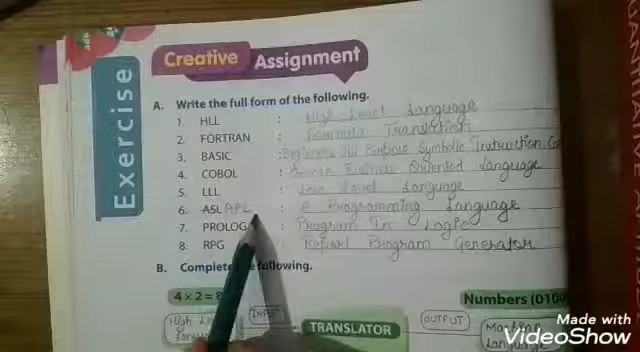 Exercise
Creative Assignment
A. Write the full form of the following.
1. HLL : High Level Language
2. FORTRAN : Formula Translation
3. BASIC : Beginners All Purpose Symbolic Instruction
4. COBOL : Business Oriented Language
5. LLL : Low Level Language
6. ASL APL : A Programming Language
7. PROLOG : Program In Logic
8. RPG : Report Program Generator
B. Complete following.
4 × 2 = 8
Numbers (010
High
INPUT
TRANSLATOR
OUTPUT
Machine
Language
Made with
VideoShow